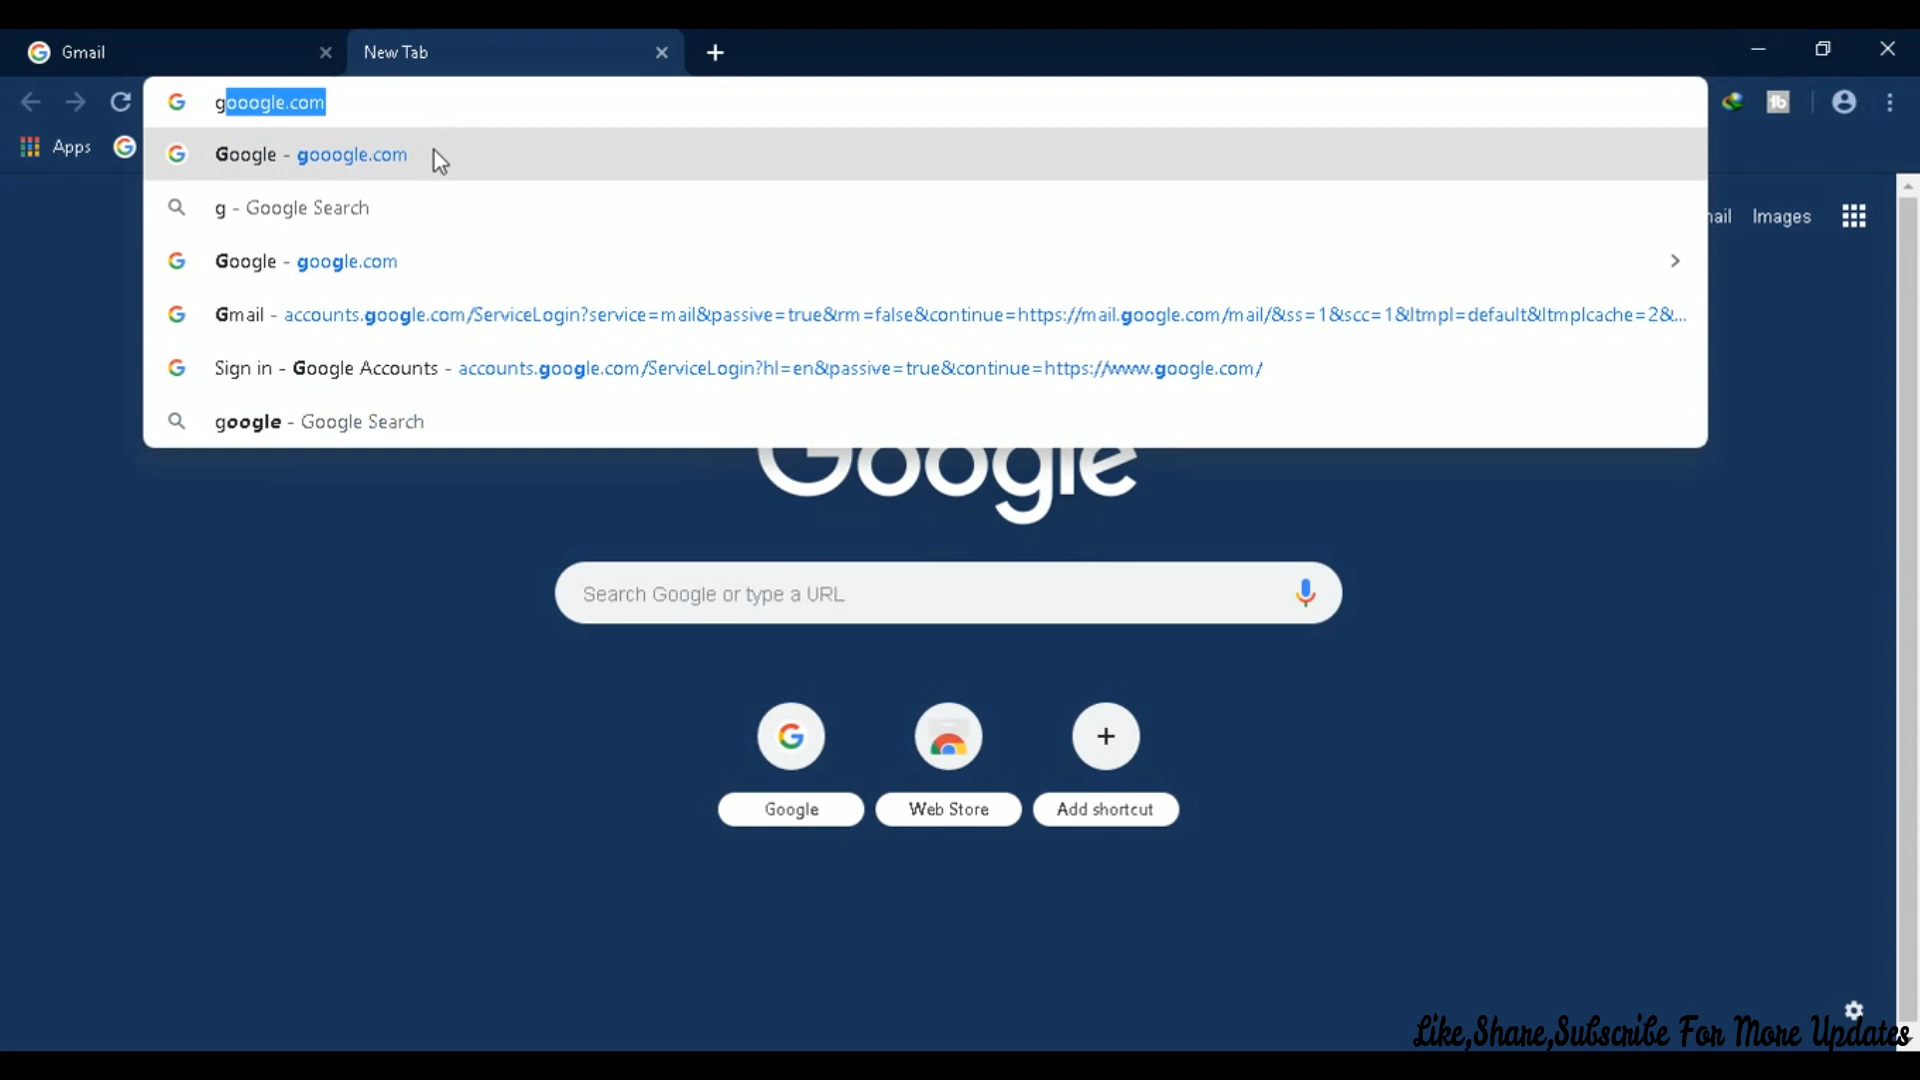 Gmail
New Tab
gooogle.com
Apps
Google - gooogle.com
g - Google Search
Google - google.com
Gmail - accounts.google.com/ServiceLogin?service=mail&passive=true&rm=false&continue=https://mail.google.com/mail/&ss=1&scc=1&ltmpl=default&ltmplcache=2&...
Sign in - Google Accounts - accounts.google.com/ServiceLogin?hl=en&passive=true&continue=https://www.google.com/
google - Google Search
Images
Google
Search Google or type a URL
Google
Web Store
Add shortcut
Like,Share,Subscribe For More Updates